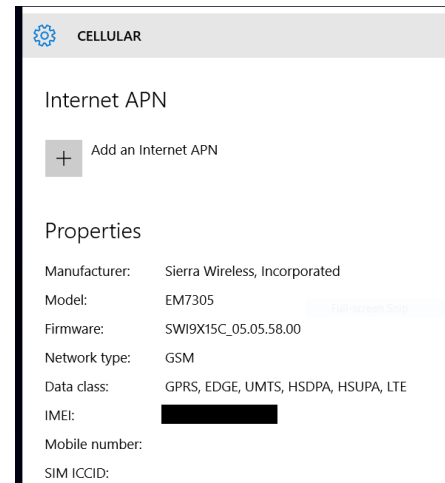 CELLULAR
Internet APN
Add an Internet APN
Properties
Manufacturer: Sierra Wireless, Incorporated
Model: EM7305
Firmware: SWI9X15C_05.05.58.00
Network type: GSM
Data class: GPRS, EDGE, UMTS, HSDPA, HSUPA, LTE
IMEI:
Mobile number:
SIM ICCID: